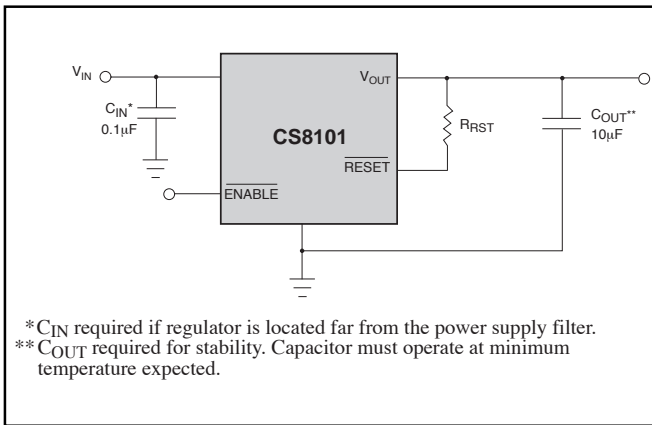 VIN
CIN*
0.1µF
CS8101
VOUT
RESET
ENABLE
RRST
COUT**
10µF
*CIN required if regulator is located far from the power supply filter.
**COUT required for stability. Capacitor must operate at minimum
temperature expected.